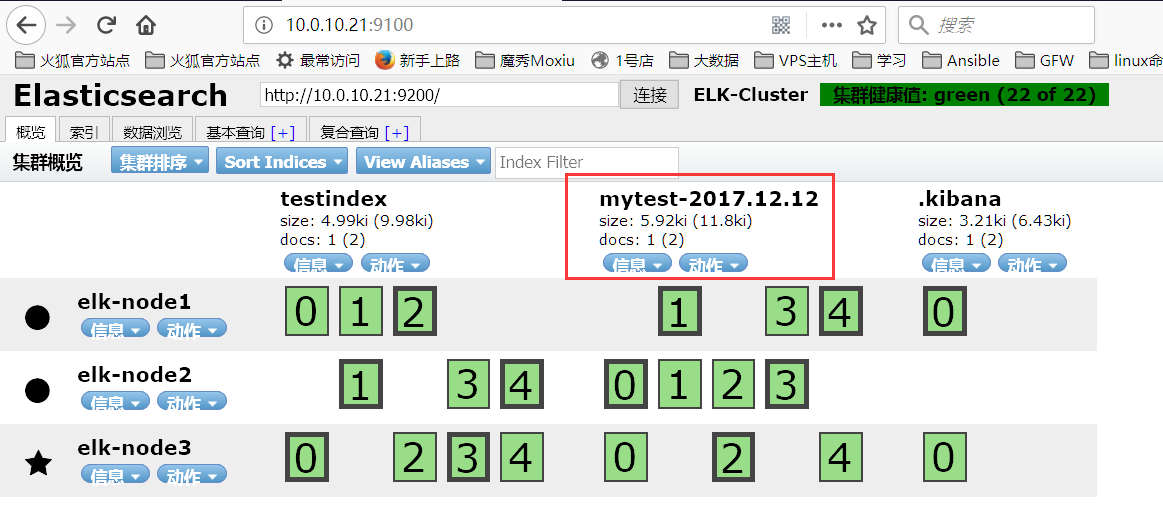 10.0.10.21:9100
搜索
火狐官方站点 火狐官方站点 最常访问 新手上路 魔秀Moxiu 1号店 大数据 VPS主机 学习 Ansible GFW linux命
Elasticsearch http://10.0.10.21:9200/ 连接 ELK-Cluster 集群健康值: green (22 of 22)
概览 索引 数据浏览 基本查询 [+] 复合查询 [+]
集群概览 集群排序 Sort Indices View Aliases Index Filter
testindex mytest-2017.12.12 .kibana
size: 4.99ki (9.98ki) size: 5.92ki (11.8ki) size: 3.21ki (6.43ki)
docs: 1 (2) docs: 1 (2) docs: 1 (2)
信息 动作 信息 动作 信息 动作
elk-node1 0 1 2 1 3 4 0
信息 动作
elk-node2 1 3 4 0 1 2 3
信息 动作
elk-node3 0 2 3 4 0 2 4 0
信息 动作